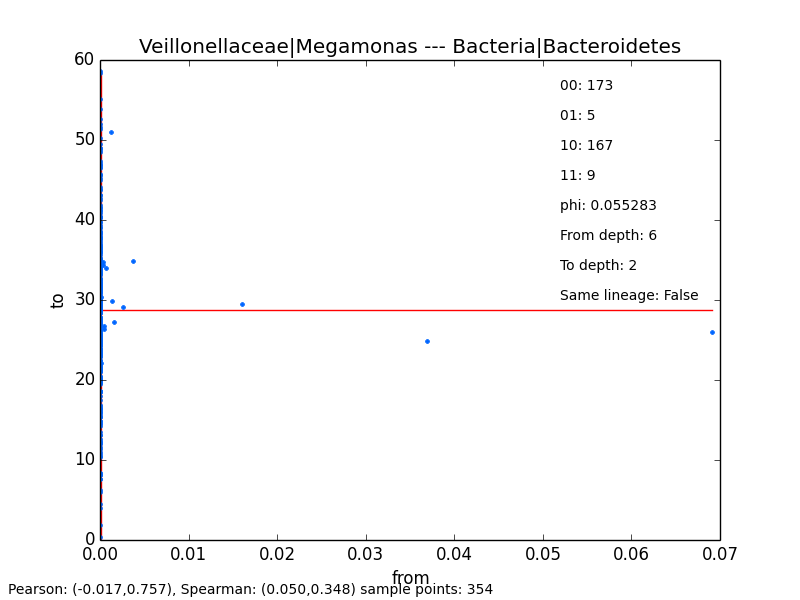 Veillonellaceae|Megamonas --- Bacteria|Bacteroidetes
60
50
40
30
20
10
0
to
00: 173
01: 5
10: 167
11: 9
phi: 0.055283
From depth: 6
To depth: 2
Same lineage: False
0.00 0.01 0.02 0.03 0.04 0.05 0.06 0.07
from
Pearson: (-0.017,0.757), Spearman: (0.050,0.348) sample points: 354